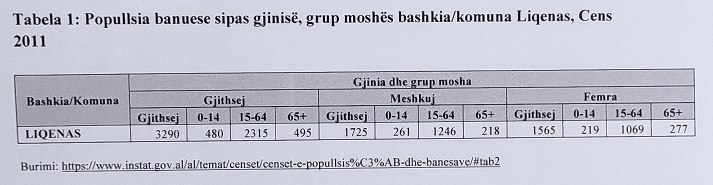 Tabela 1: Popullsia banuese sipas gjinisë, grup moshës bashkia/komuna Liqenas, Cens
2011
Gjinia dhe grup mosha
Bashkia/Komuna Gjithsej Meshkuj Femra
Gjithsej 0-14 15-64 65+ Gjithsej 0-14 15-64 65+ Gjithsej 0-14 15-64 65+
LIQENAS 3290 480 2315 495 1725 261 1246 218 1565 219 1069 277
Burimi: https://www.instat.gov.al/al/temat/censet/censet-e-popullsis%C3%AB-dhe-banesave/#tab2